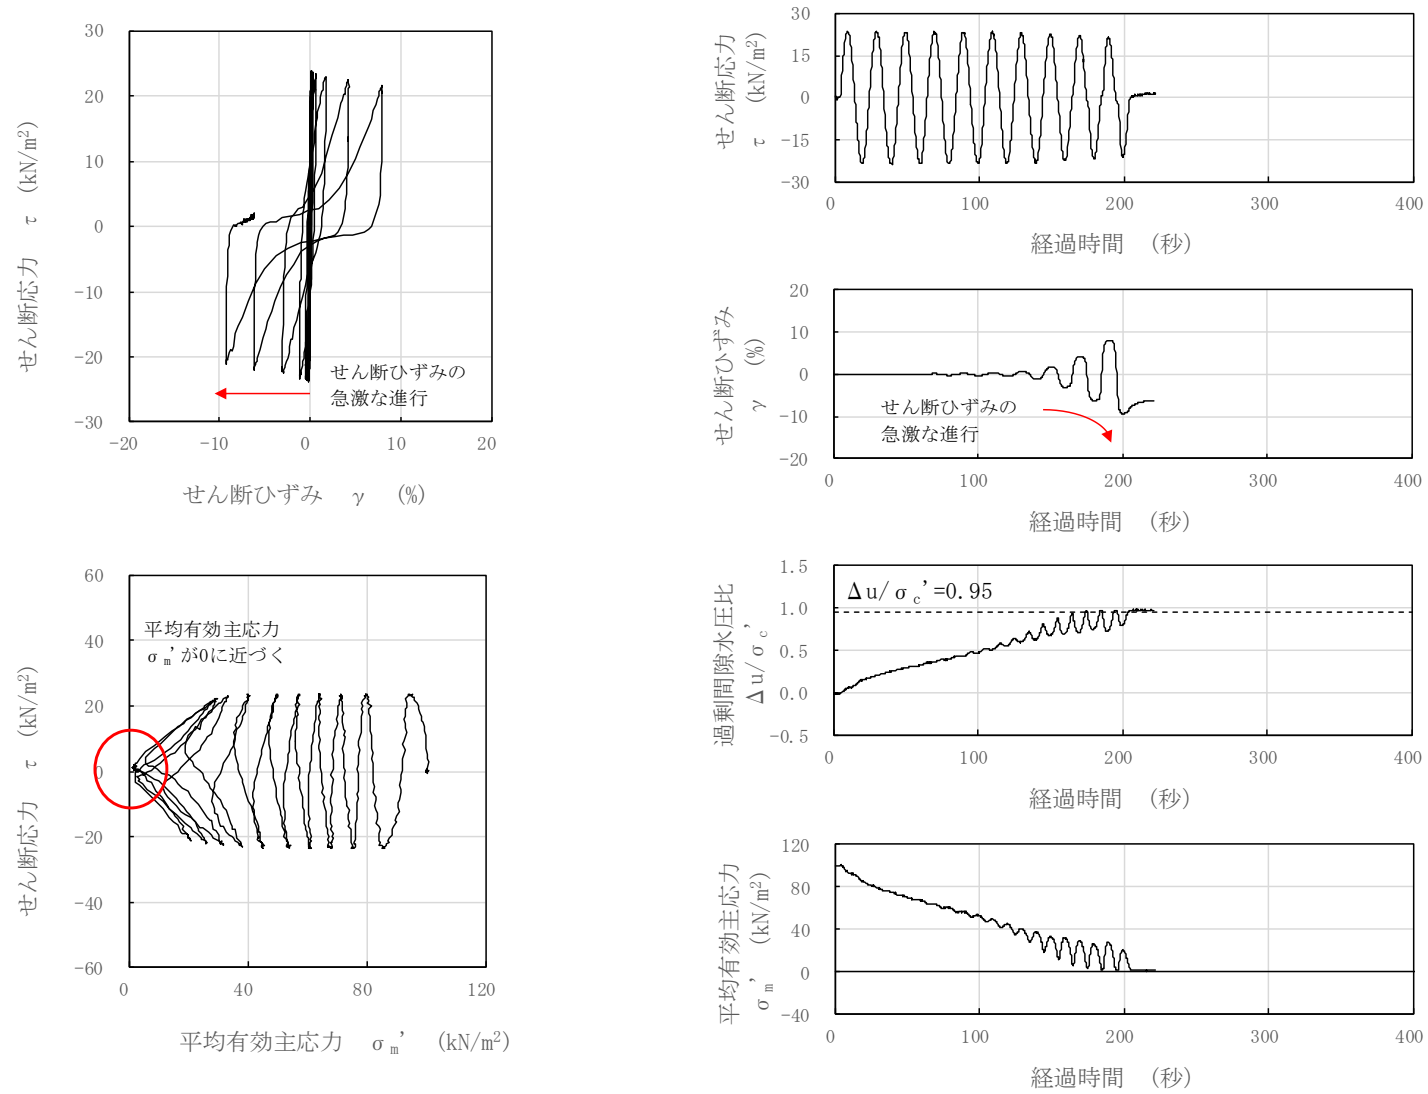 30
20
10
0
-10
-20
-30
-20
-10
0
10
20
せん断応力 τ (kN/m²)
せん断ひずみの
急激な進行
せん断ひずみ γ (%)
60
40
20
0
-20
-40
-60
0
40
80
120
せん断応力 τ (kN/m²)
平均有効主応力
σm'が0に近づく
平均有効主応力 σm' (kN/m²)
30
15
0
-15
-30
0
100
200
300
400
せん断応力
τ (kN/m²)
経過時間 (秒)
20
10
0
-10
-20
0
100
200
300
400
せん断ひずみ
γ (%)
せん断ひずみの
急激な進行
経過時間 (秒)
1.5
1.0
0.5
0.0
-0.5
0
100
200
300
400
過剰間隙水圧比
Δu/σc'
Δu/σc'=0.95
経過時間 (秒)
120
80
40
0
-40
0
100
200
300
400
平均有効主応力
σm' (kN/m²)
経過時間 (秒)